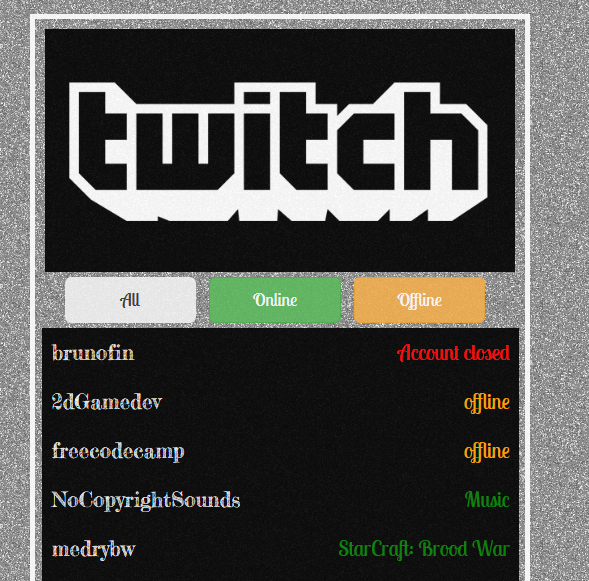 twitch
All Online Offline
brunofin Account closed
2dGamedev offline
freecodecamp offline
NoCopyrightSounds Music
medrybw StarCraft: Brood War